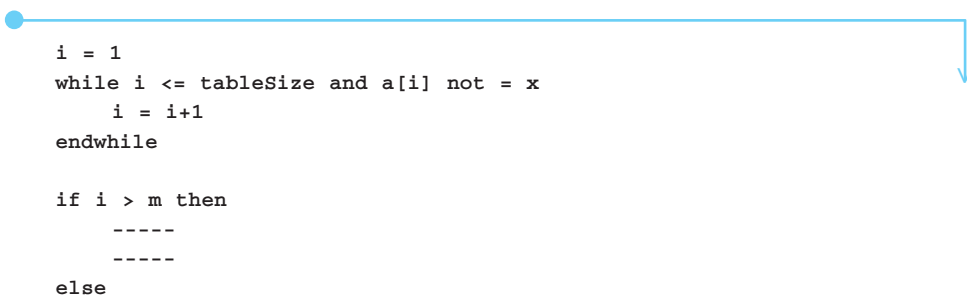 i = 1
while i <= tableSize and a[i] not = x
i = i+1
endwhile
if i > m then
-----
-----
else